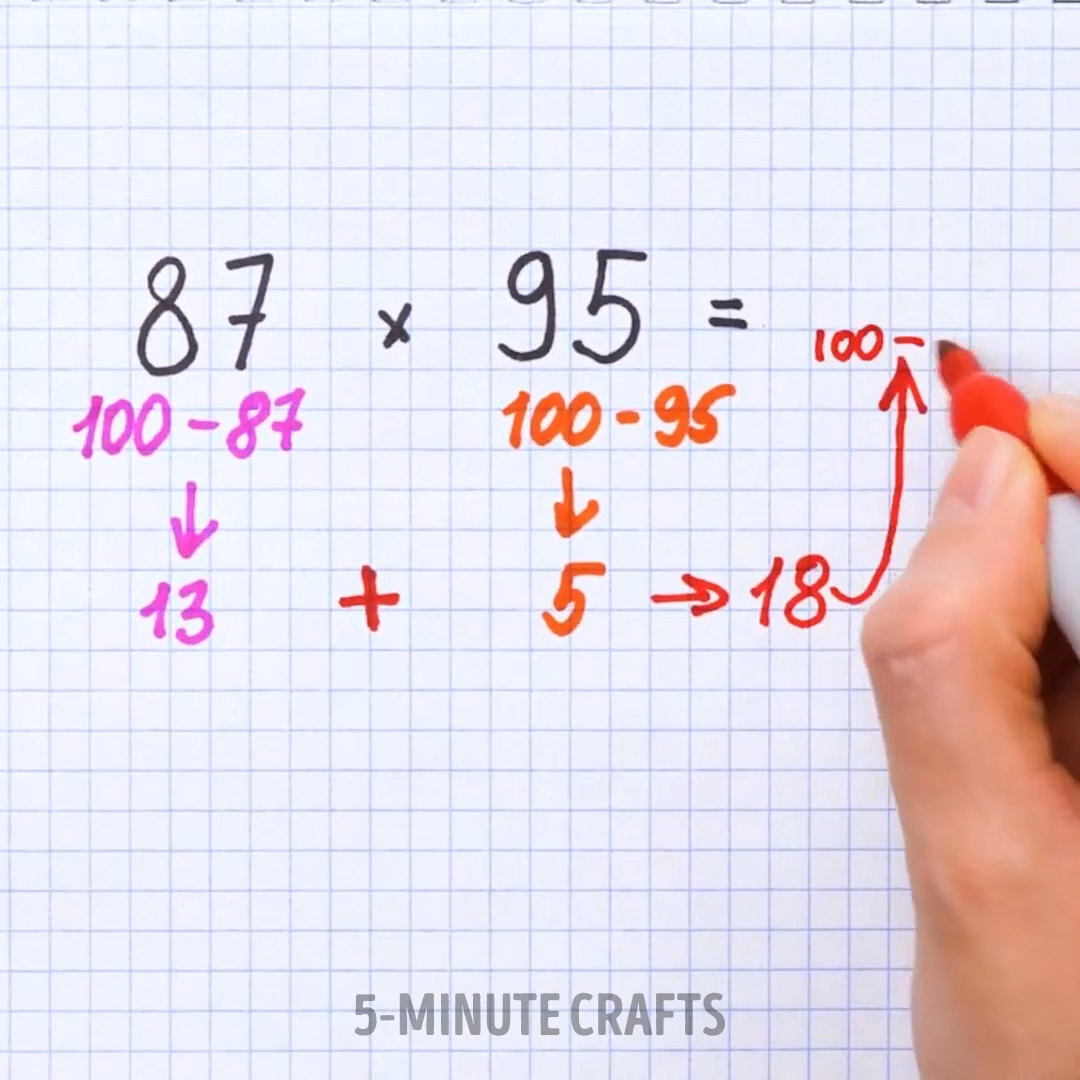 87 × 95 =
100 -
100 - 87 100 - 95
↓ ↓
13 + 5 → 18
5-MINUTE CRAFTS